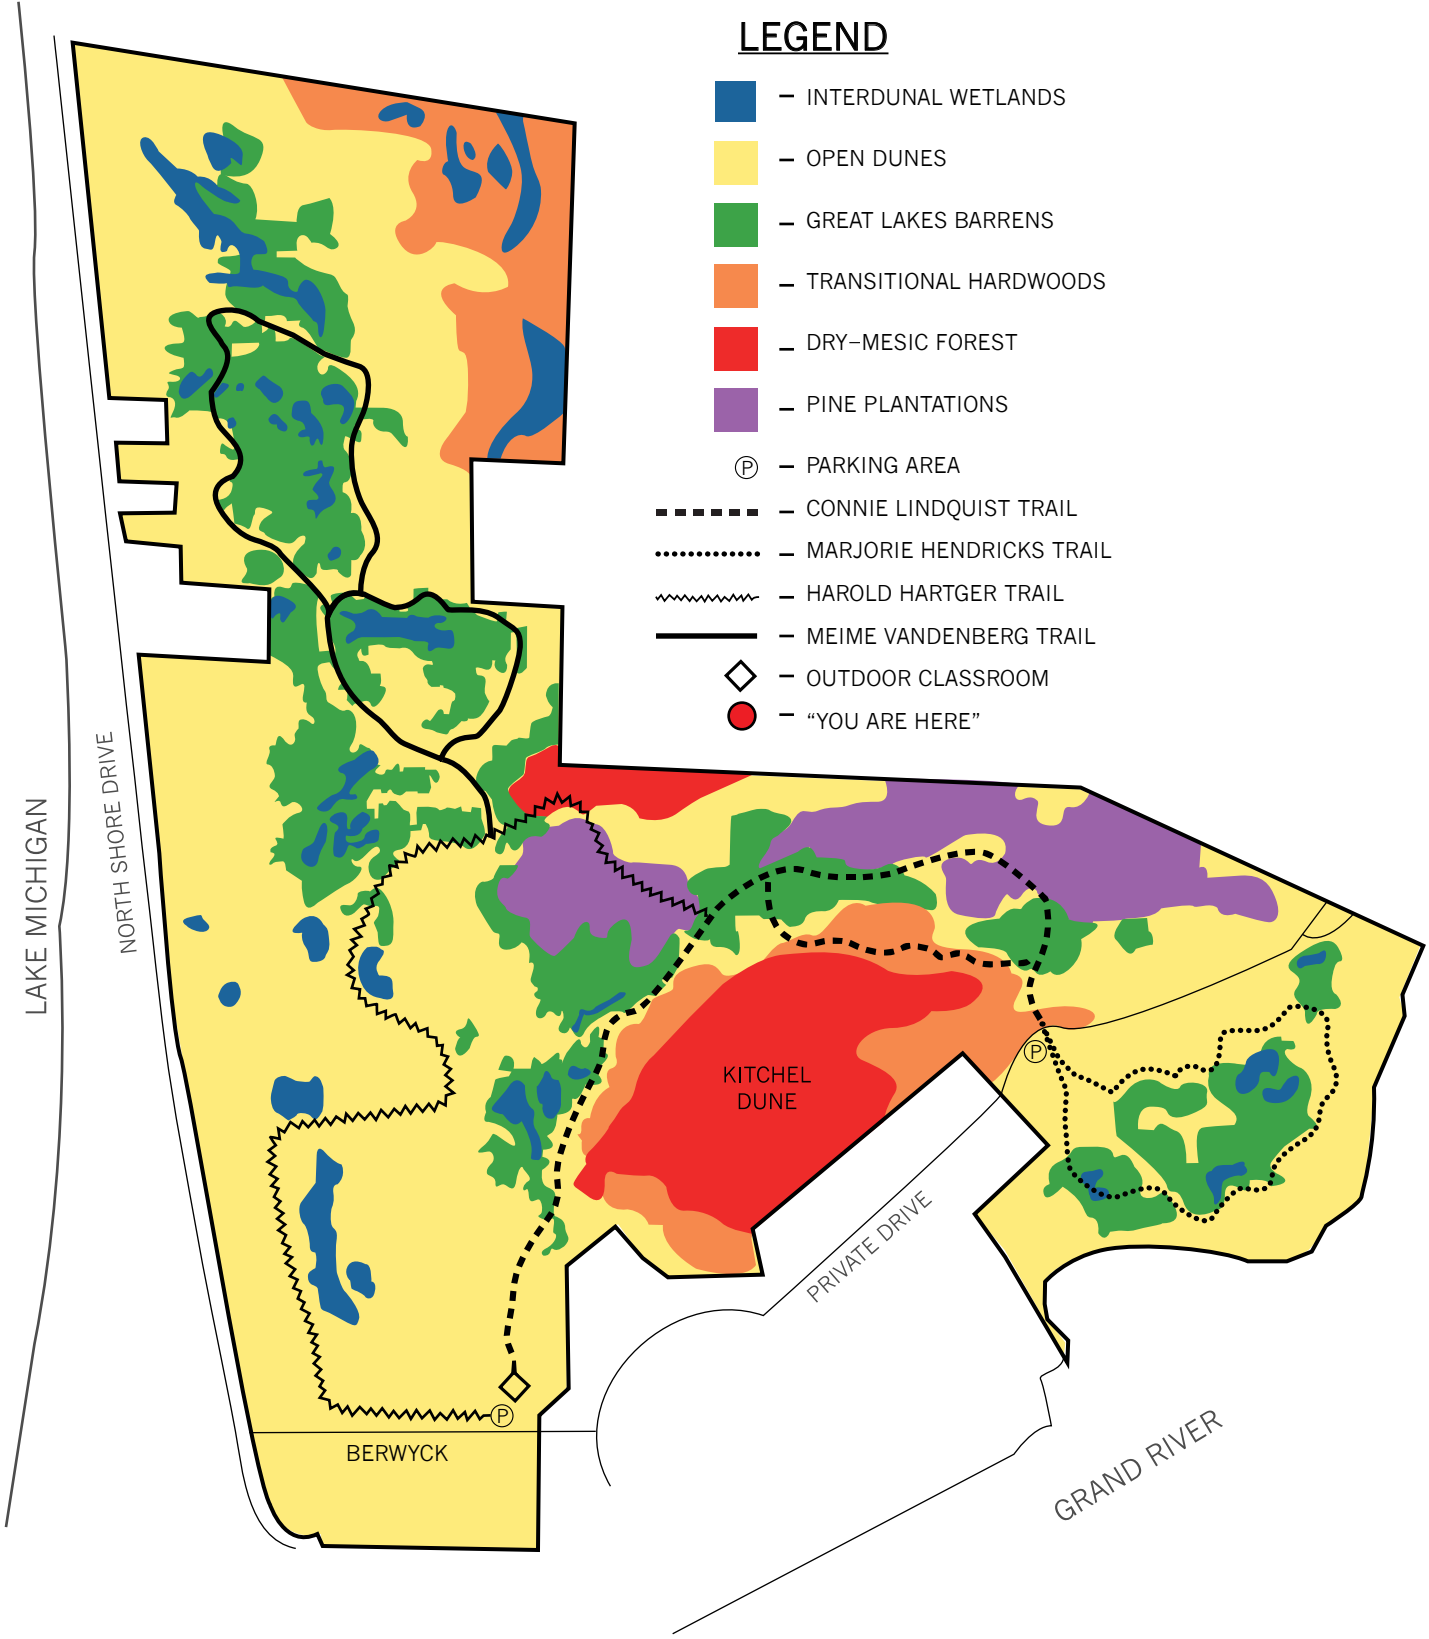 LEGEND
– INTERDUNAL WETLANDS
– OPEN DUNES
– GREAT LAKES BARRENS
– TRANSITIONAL HARDWOODS
– DRY–MESIC FOREST
– PINE PLANTATIONS
P – PARKING AREA
– CONNIE LINDQUIST TRAIL
– MARJORIE HENDRICKS TRAIL
– HAROLD HARTGER TRAIL
– MEIME VANDENBERG TRAIL
– OUTDOOR CLASSROOM
– “YOU ARE HERE”
LAKE MICHIGAN
NORTH SHORE DRIVE
KITCHEL
DUNE
P
PRIVATE DRIVE
P
BERWYCK
GRAND RIVER